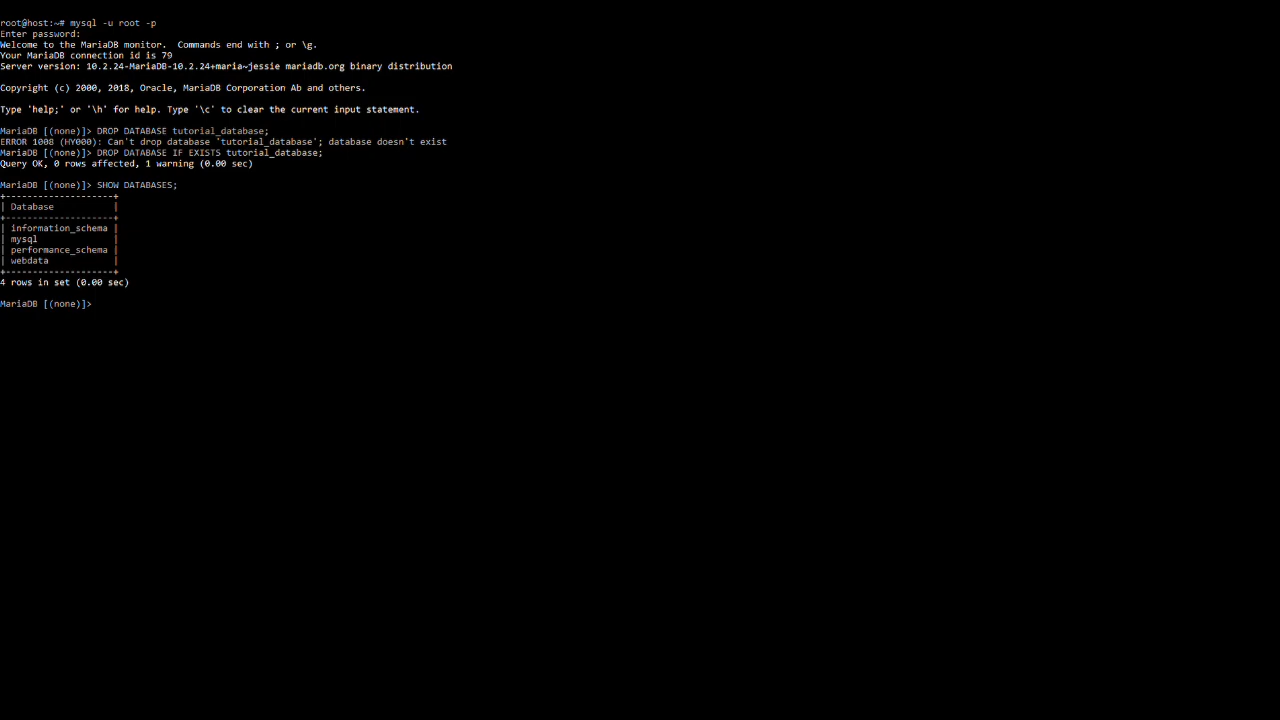 root@host:~# mysql -u root -p
Enter password:
Welcome to the MariaDB monitor.  Commands end with ; or \g.
Your MariaDB connection id is 79
Server version: 10.2.24-MariaDB-10.2.24+maria~jessie mariadb.org binary distribution
Copyright (c) 2000, 2018, Oracle, MariaDB Corporation Ab and others.
Type 'help;' or '\h' for help. Type '\c' to clear the current input statement.
MariaDB [(none)]> DROP DATABASE tutorial_database;
ERROR 1008 (HY000): Can't drop database 'tutorial_database'; database doesn't exist
MariaDB [(none)]> DROP DATABASE IF EXISTS tutorial_database;
Query OK, 0 rows affected, 1 warning (0.00 sec)
MariaDB [(none)]> SHOW DATABASES;
+--------------------+
| Database           |
+--------------------+
| information_schema |
| mysql              |
| performance_schema |
| webdata            |
+--------------------+
4 rows in set (0.00 sec)
MariaDB [(none)]>